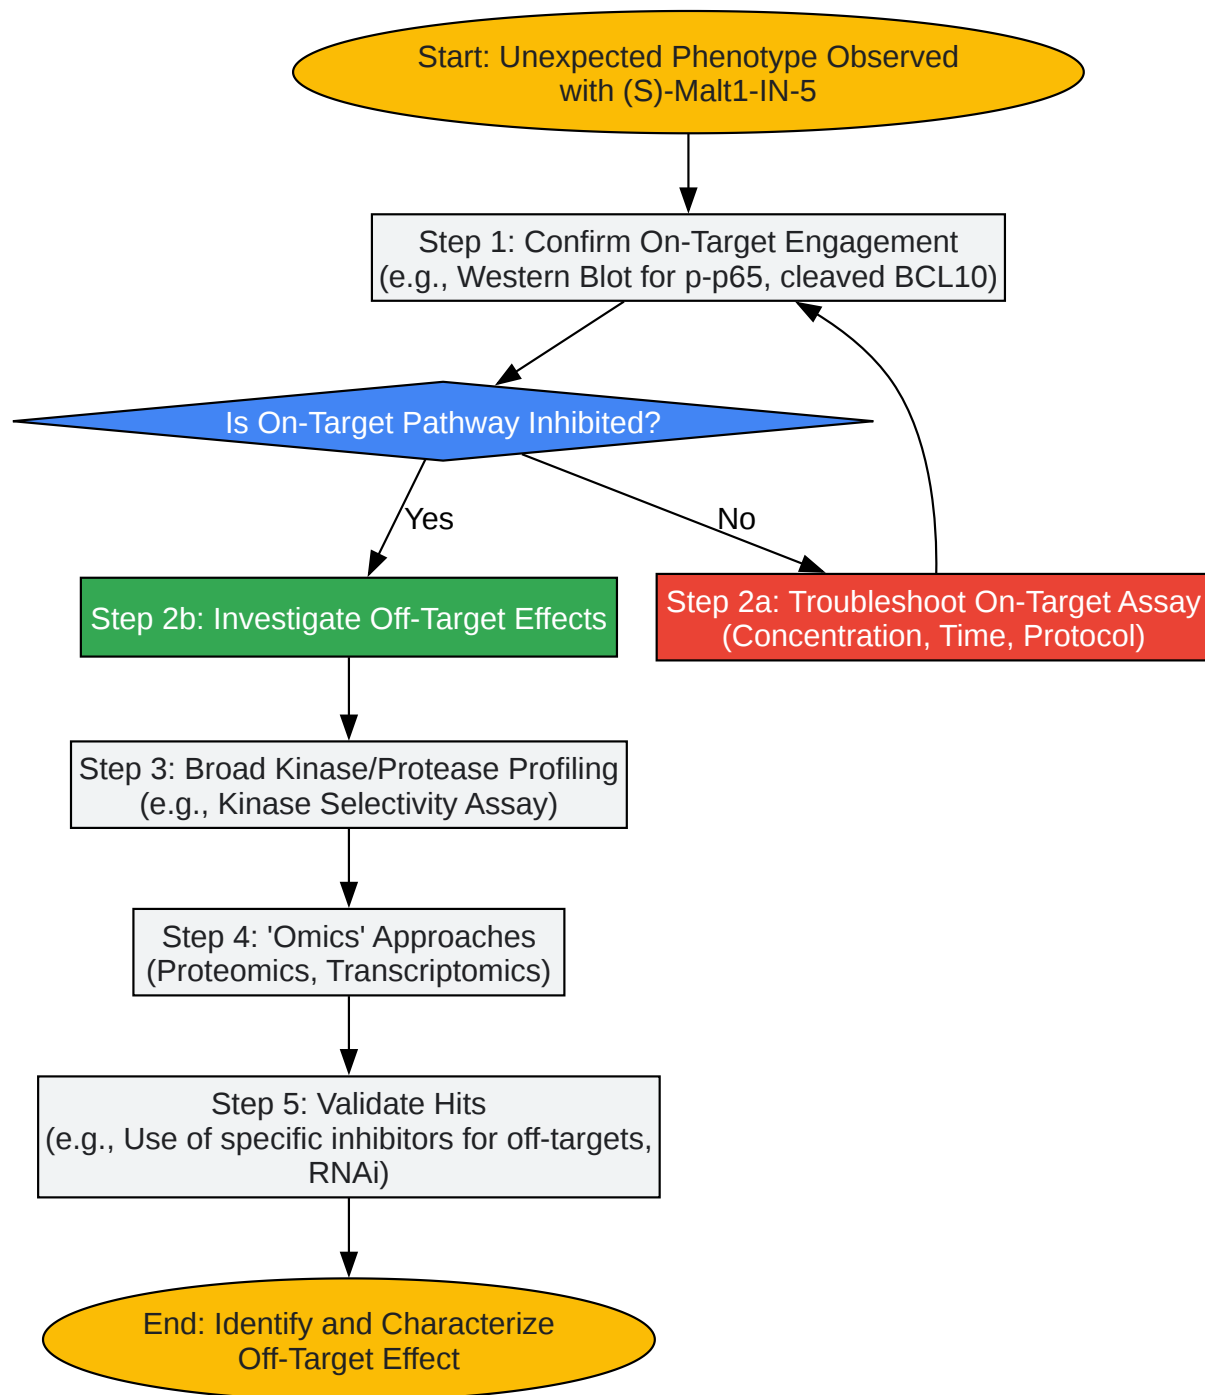 Start: Unexpected Phenotype Observed
with (S)-Malt1-IN-5
Step 1: Confirm On-Target Engagement
(e.g., Western Blot for p-p65, cleaved BCL10)
Is On-Target Pathway Inhibited?
Yes
No
Step 2b: Investigate Off-Target Effects
Step 2a: Troubleshoot On-Target Assay
(Concentration, Time, Protocol)
Step 3: Broad Kinase/Protease Profiling
(e.g., Kinase Selectivity Assay)
Step 4: 'Omics' Approaches
(Proteomics, Transcriptomics)
Step 5: Validate Hits
(e.g., Use of specific inhibitors for off-targets,
RNAi)
End: Identify and Characterize
Off-Target Effect